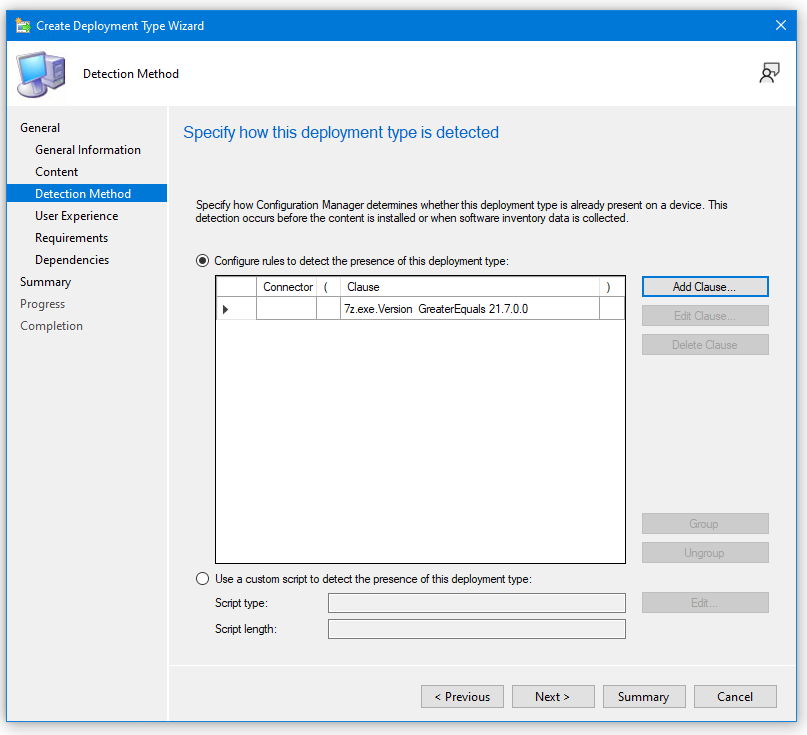 Create Deployment Type Wizard
Detection Method
General
General Information
Content
Detection Method
User Experience
Requirements
Dependencies
Summary
Progress
Completion
Specify how this deployment type is detected
Specify how Configuration Manager determines whether this deployment type is already present on a device. This
detection occurs before the content is installed or when software inventory data is collected.
Configure rules to detect the presence of this deployment type:
Connector ( Clause )
7z.exe.Version GreaterEquals 21.7.0.0
Add Clause...
Edit Clause...
Delete Clause
Group
Ungroup
Use a custom script to detect the presence of this deployment type:
Script type:
Edit...
Script length:
< Previous Next > Summary Cancel